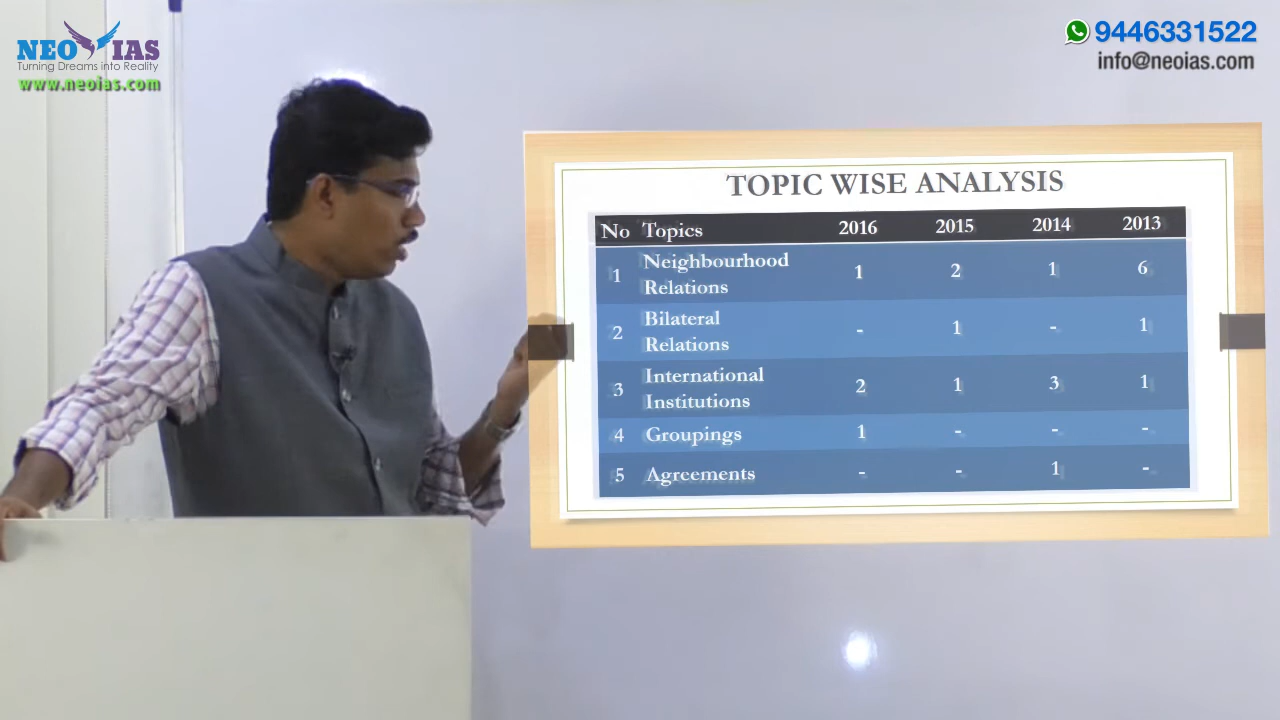 NEO IAS
Turning Dreams into Reality
www.neoias.com
9446331522
info@neoias.com
TOPIC WISE ANALYSIS
No Topics 2016 2015 2014 2013
1 Neighbourhood Relations 1 2 1 6
2 Bilateral Relations - 1 - 1
3 International Institutions 2 1 3 1
4 Groupings 1 - - -
5 Agreements - - 1 -